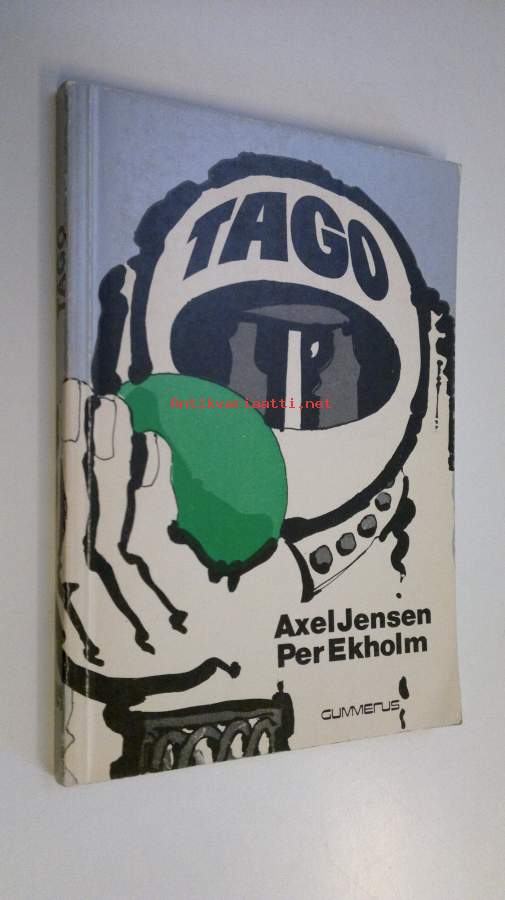 TAGO
TAGO
antikvariaatti.net
Axel Jensen
Per Ekholm
GUMMERUS